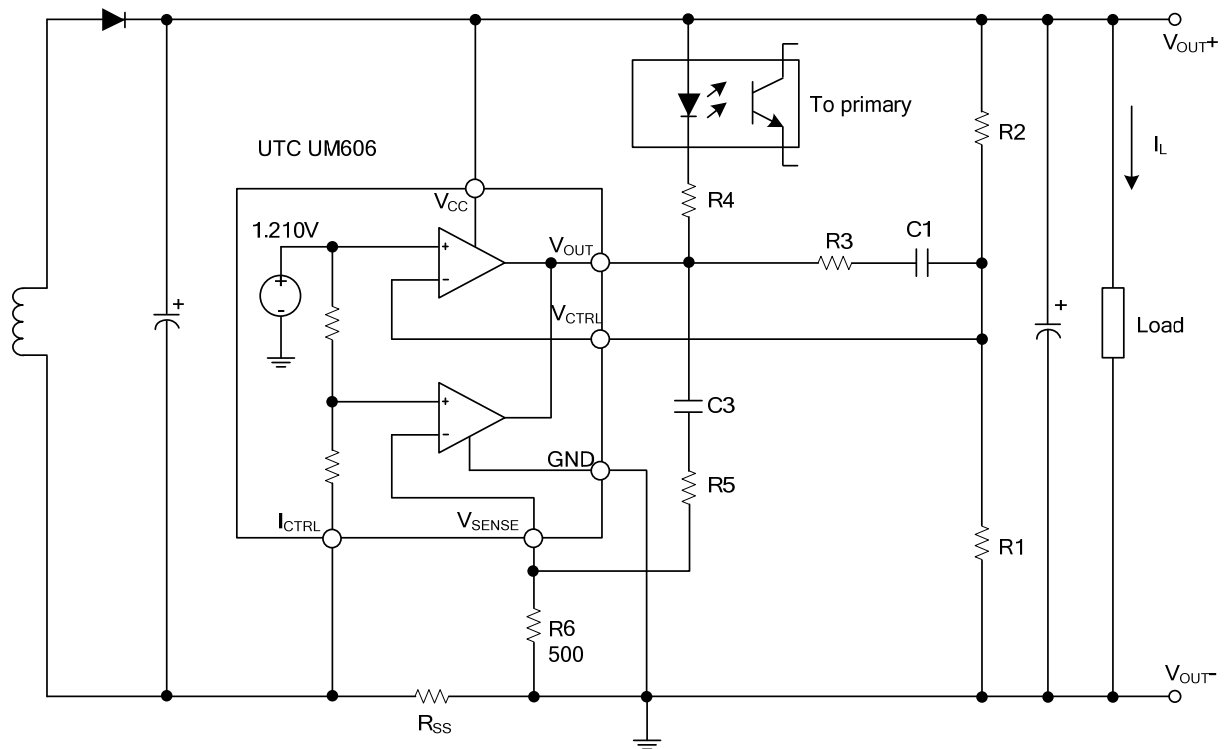 VOUT+
To primary
R2
IL
UTC UM606
VCC
R4
1.210V
+
-
+
-
VOUT
R3
C1
+
VCTRL
+
Load
+
-
C3
GND
R5
ICTRL
VSENSE
R1
R6
500
VOUT-
RSS